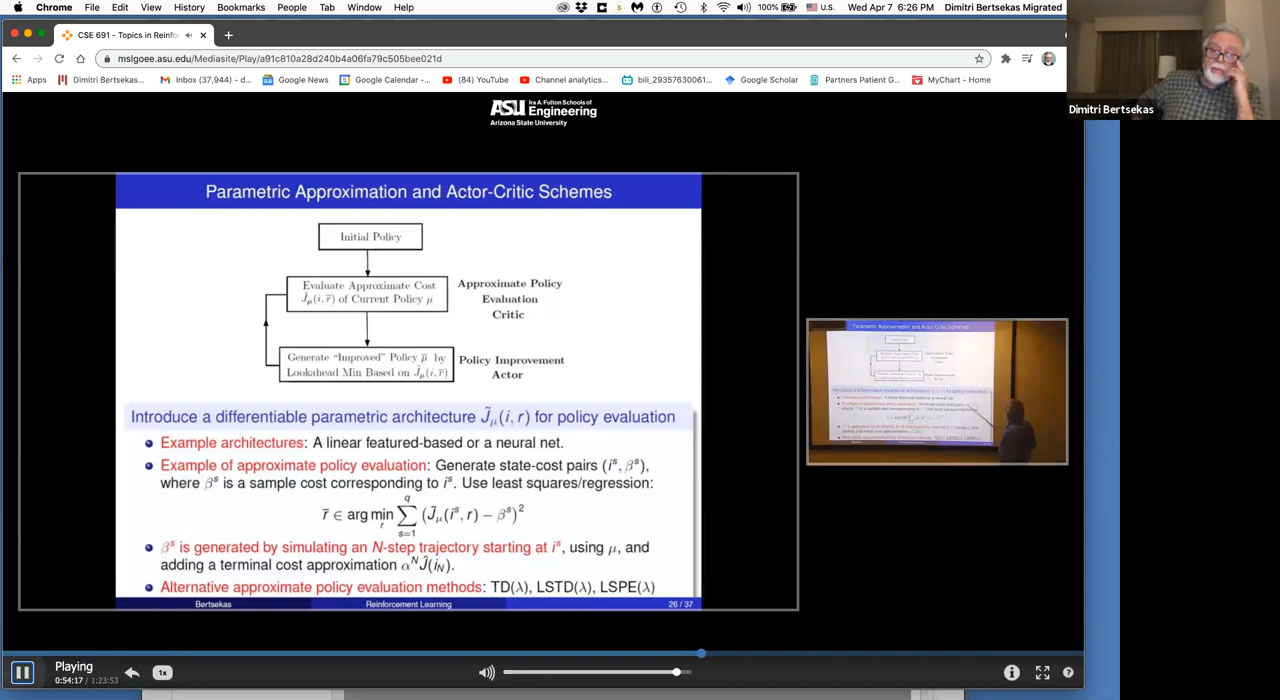 Chrome File Edit View History Bookmarks People Tab Window Help 100% U.S. Wed Apr 7 6:26 PM Dimitri Bertsekas Migrated
CSE 691 - Topics in Reinfo
mslgoee.asu.edu/Mediasite/Play/a91c810a28d240b4a06fa79c505bee021d
Apps Dimitri Bertsekas... Inbox (37,944) - d... Google News Google Calendar -... (84) YouTube Channel analytics... bili_29357630061... Google Scholar Partners Patient G... MyChart - Home
Dimitri Bertsekas
ASU Ira A. Fulton Schools of
Engineering
Arizona State University
Parametric Approximation and Actor-Critic Schemes
Initial Policy
Evaluate Approximate Cost
J̃μ(i, r̄) of Current Policy μ
Approximate Policy
Evaluation
Critic
Generate “Improved” Policy μ̄ by
Lookahead Min Based on J̃μ(i, r̄)
Policy Improvement
Actor
Introduce a differentiable parametric architecture J̃μ(i, r) for policy evaluation
• Example architectures: A linear featured-based or a neural net.
• Example of approximate policy evaluation: Generate state-cost pairs (i^s, β^s),
where β^s is a sample cost corresponding to i^s. Use least squares/regression:
r̄ ∈ arg min_r ∑_{s=1}^{q} (J̃μ(i^s, r) − β^s)^2
• β^s is generated by simulating an N-step trajectory starting at i^s, using μ, and
adding a terminal cost approximation α^N Ĵ(i_N).
• Alternative approximate policy evaluation methods: TD(λ), LSTD(λ), LSPE(λ)
Bertsekas Reinforcement Learning 26 / 37
Parametric Approximation and Actor-Critic Schemes
Playing
0:54:17 / 1:23:53
1x